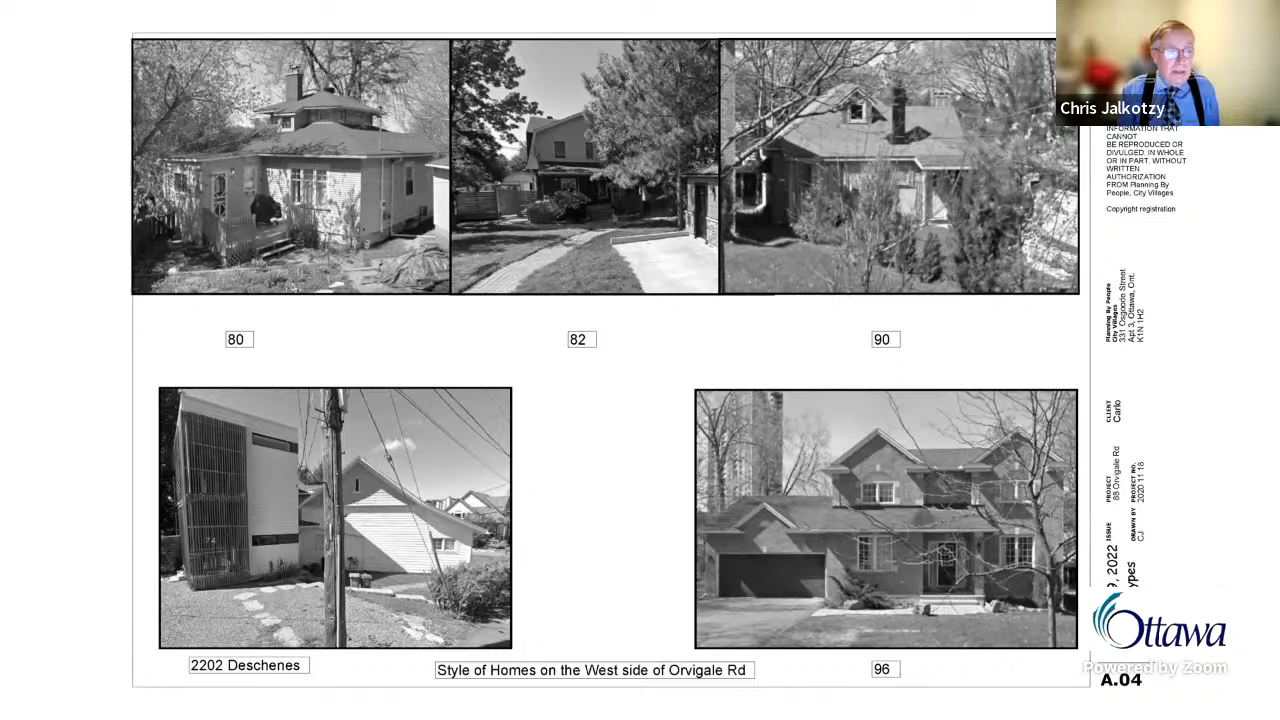 Chris Jalkotzy
INFORMATION THAT
CANNOT
BE REPRODUCED OR
DIVULGED, IN WHOLE
OR IN PART, WITHOUT
WRITTEN
AUTHORIZATION
FROM Planning By
People, City Villages
Copyright registration
80
82
90
Planning By People
City Villages
331 Osgoode Street
Apt 3, Ottawa, Ont.
K1N 1H2
CLIENT
Carlo
PROJECT
88 Orvigale Rd
PROJECT NO.
2020 11 18
ISSUE
9, 2022
DRAWN BY
CJ
ypes
2202 Deschenes
Style of Homes on the West side of Orvigale Rd
96
Ottawa
Powered by Zoom
A.04